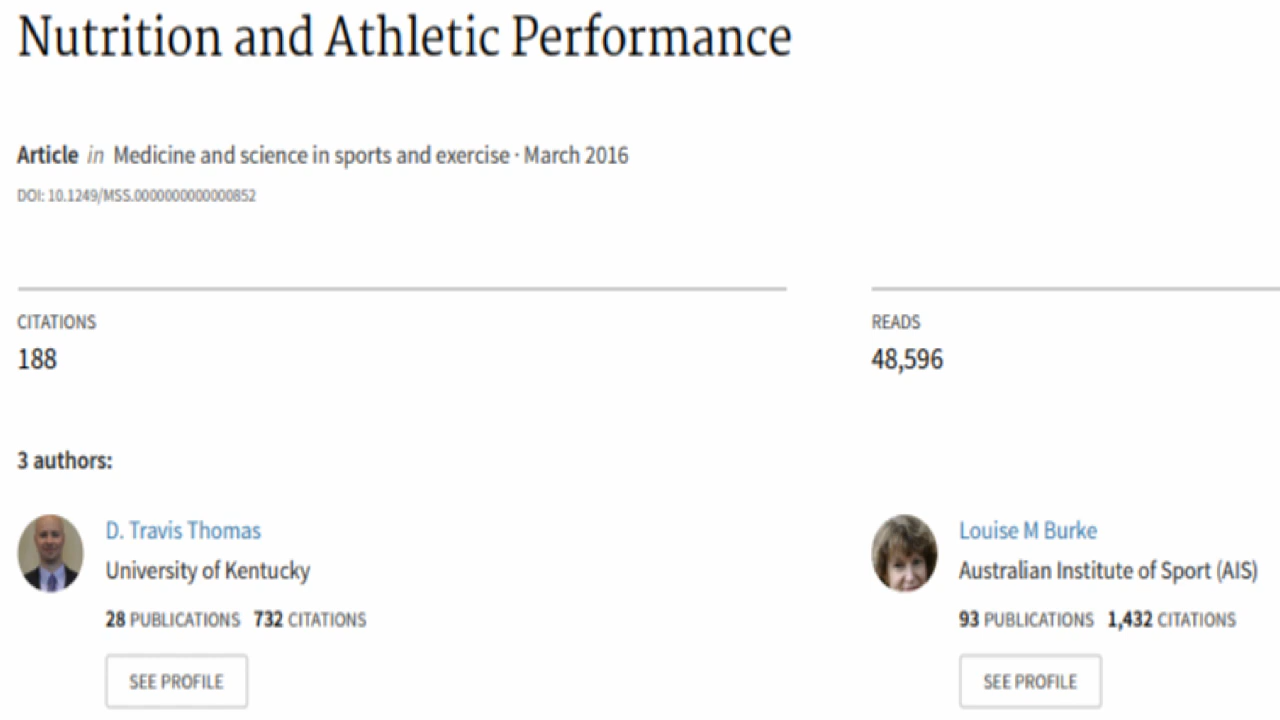 Nutrition and Athletic Performance
Article in Medicine and science in sports and exercise · March 2016
DOI: 10.1249/MSS.0000000000000852
CITATIONS
188
READS
48,596
3 authors:
D. Travis Thomas
University of Kentucky
28 PUBLICATIONS 732 CITATIONS
SEE PROFILE
Louise M Burke
Australian Institute of Sport (AIS)
93 PUBLICATIONS 1,432 CITATIONS
SEE PROFILE